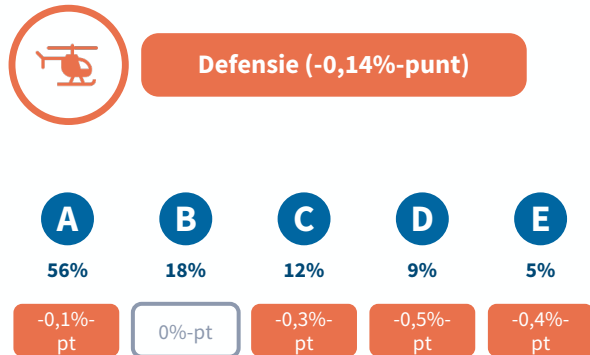 Defensie (-0,14%-punt)
A B C D E
56% 18% 12% 9% 5%
-0,1%- 0%-pt -0,3%- -0,5%- -0,4%-
pt pt pt pt